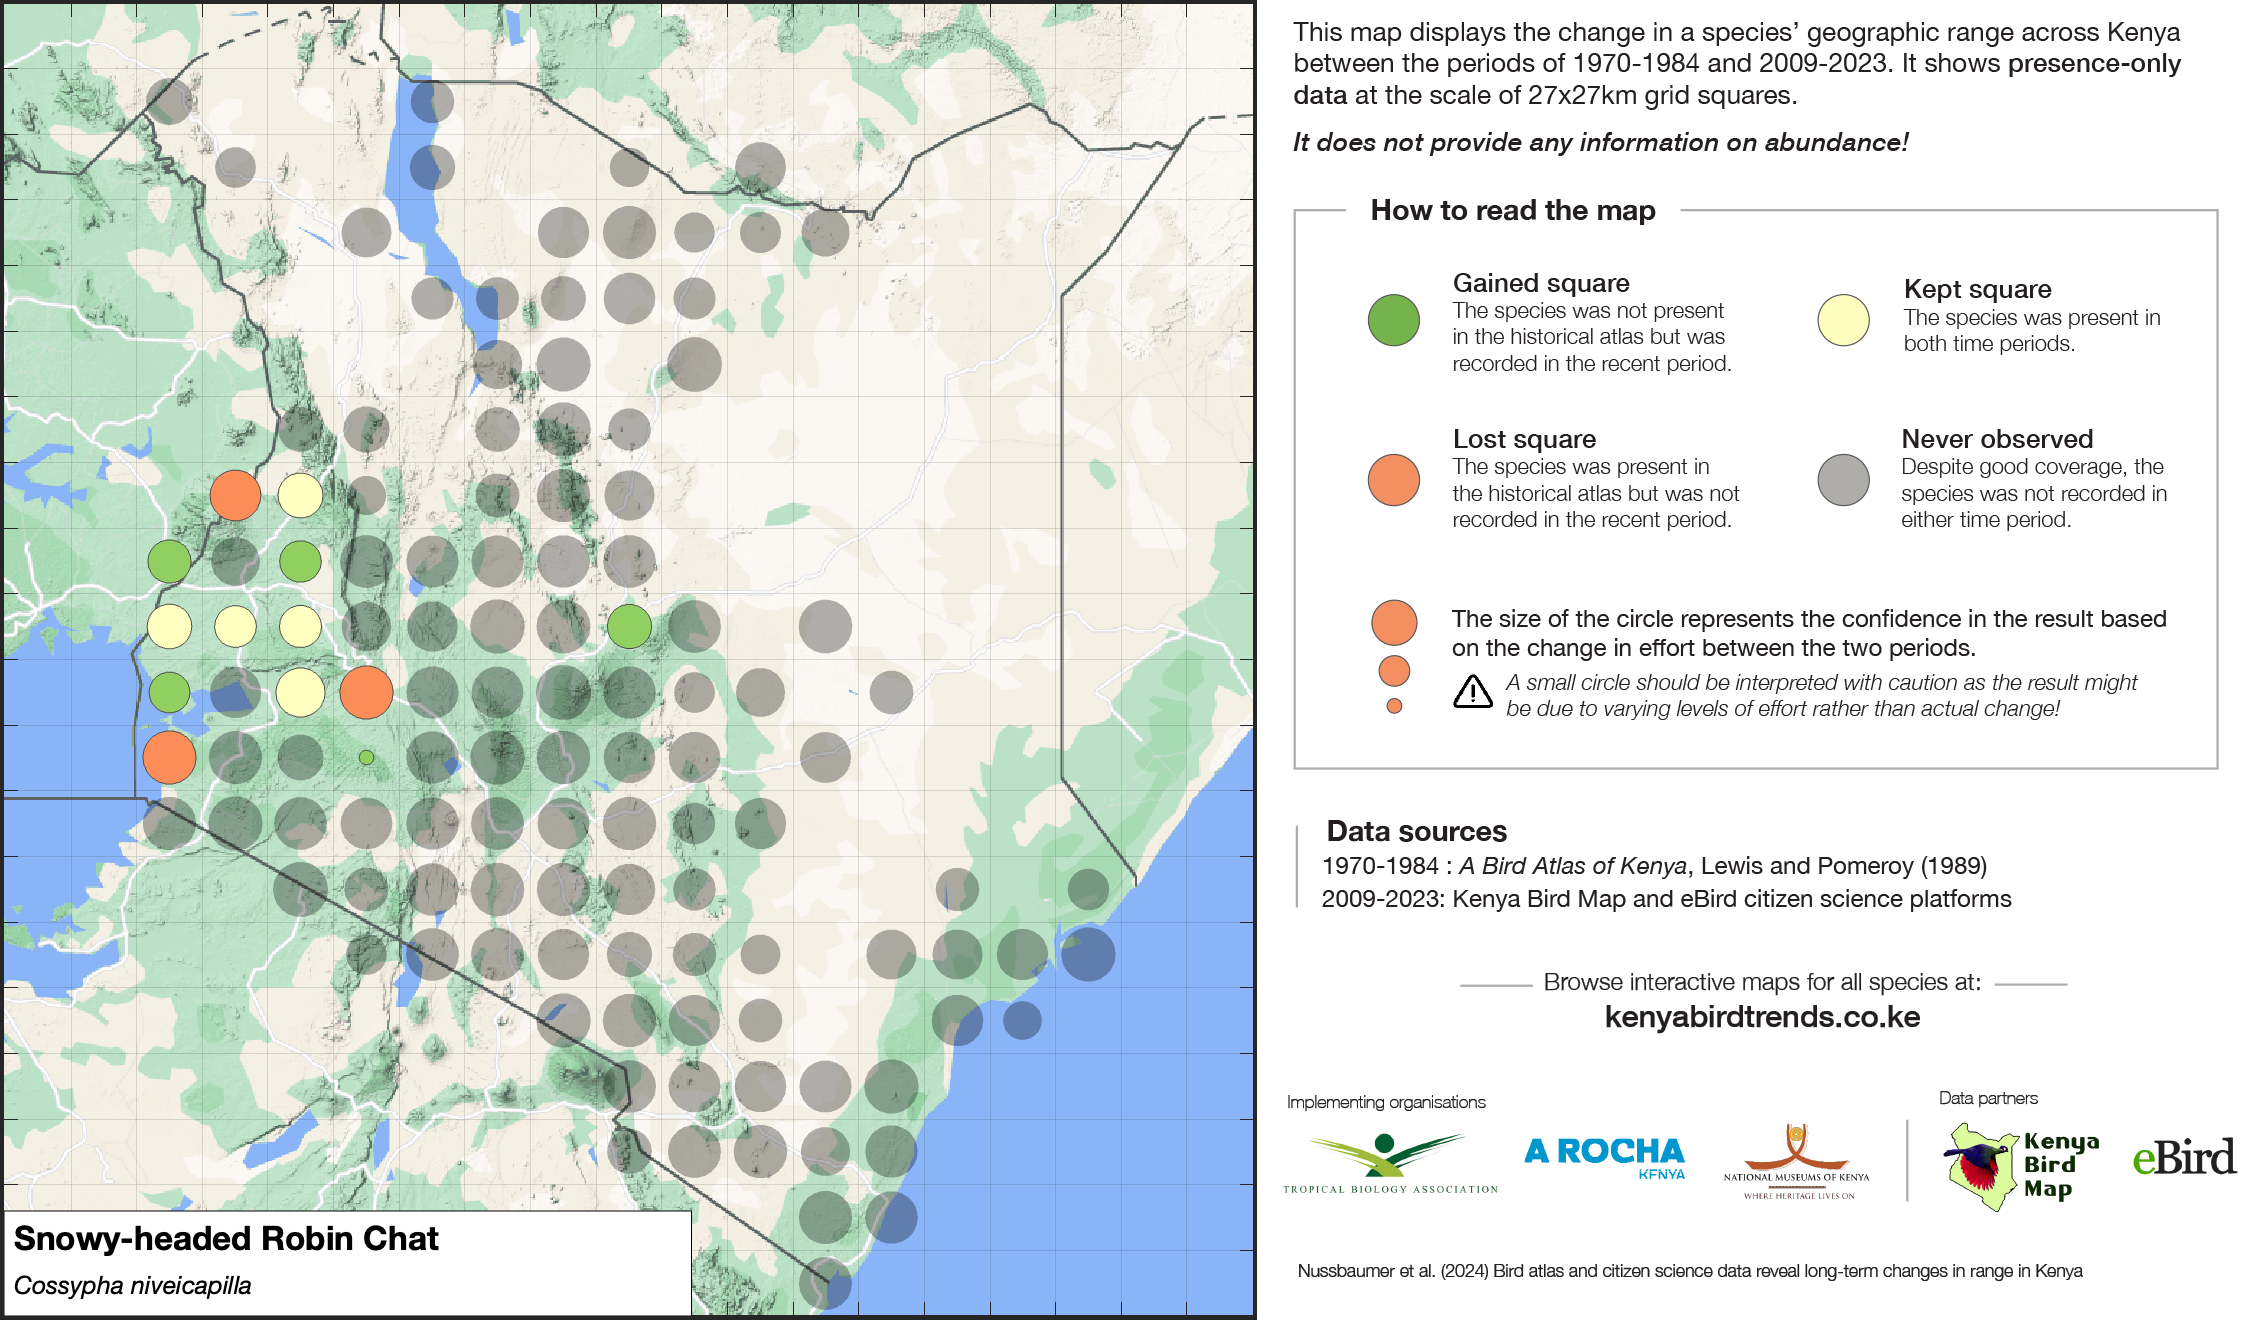 This map displays the change in a species’ geographic range across Kenya
between the periods of 1970-1984 and 2009-2023. It shows presence-only
data at the scale of 27x27km grid squares.
It does not provide any information on abundance!
How to read the map
Gained square
The species was not present
in the historical atlas but was
recorded in the recent period.
Kept square
The species was present in
both time periods.
Lost square
The species was present in
the historical atlas but was not
recorded in the recent period.
Never observed
Despite good coverage, the
species was not recorded in
either time period.
The size of the circle represents the confidence in the result based
on the change in effort between the two periods.
A small circle should be interpreted with caution as the result might
be due to varying levels of effort rather than actual change!
Data sources
1970-1984 : A Bird Atlas of Kenya, Lewis and Pomeroy (1989)
2009-2023: Kenya Bird Map and eBird citizen science platforms
Browse interactive maps for all species at:
kenyabirdtrends.co.ke
Implementing organisations
Data partners
TROPICAL BIOLOGY ASSOCIATION
A ROCHA
KENYA
NATIONAL MUSEUMS OF KENYA
WHERE HERITAGE LIVES ON
Kenya
Bird
Map
eBird
Snowy-headed Robin Chat
Cossypha niveicapilla
Nussbaumer et al. (2024) Bird atlas and citizen science data reveal long-term changes in range in Kenya